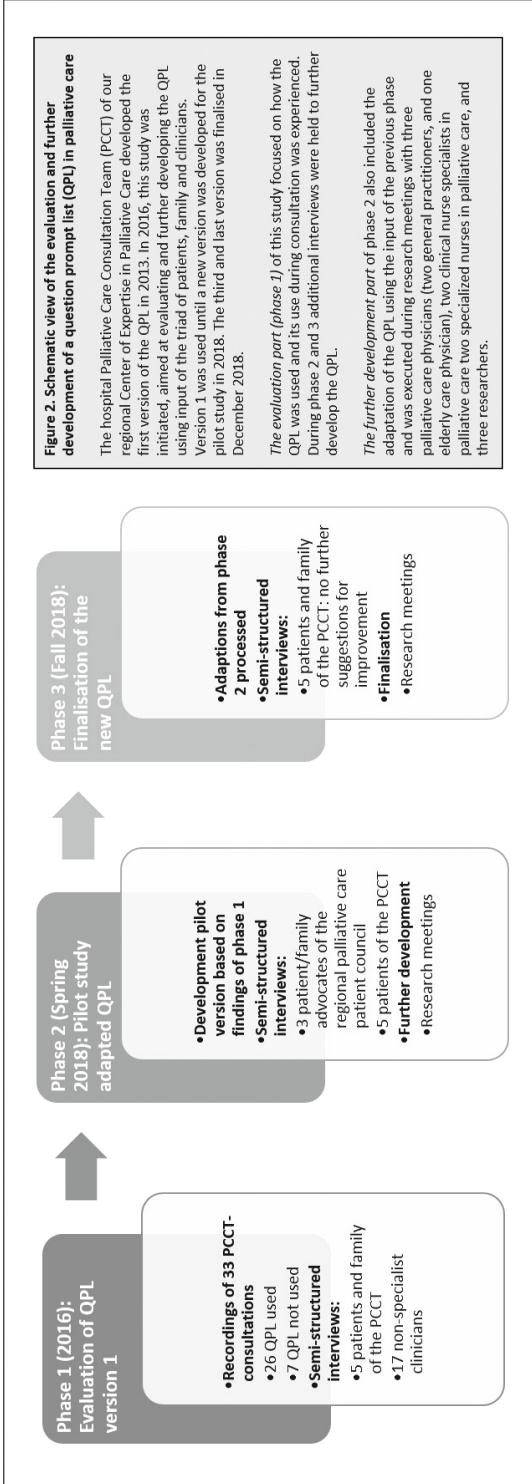 Phase 1 (2016):
Evaluation of QPL
version 1
•Recordings of 33 PCCT-
consultations
•26 QPL used
•7 QPL not used
•Semi-structured
interviews:
•5 patients and family
of the PCCT
•17 non-specialist
clinicians
Phase 2 (Spring
2018): Pilot study
adapted QPL
•Development pilot
version based on
findings of phase 1
•Semi-structured
interviews:
•3 patient/family
advocates of the
regional palliative care
patient council
•5 patients of the PCCT
•Further development
•Research meetings
Phase 3 (Fall 2018):
Finalisation of the
new QPL
•Adaptions from phase
2 processed
•Semi-structured
interviews:
•5 patients and family
of the PCCT: no further
suggestions for
improvement
•Finalisation
•Research meetings
Figure 2. Schematic view of the evaluation and further
development of a question prompt list (QPL) in palliative care
The hospital Palliative Care Consultation Team (PCCT) of our
regional Center of Expertise in Palliative Care developed the
first version of the QPL in 2013. In 2016, this study was
initiated, aimed at evaluating and further developing the QPL
using input of the triad of patients, family and clinicians.
Version 1 was used until a new version was developed for the
pilot study in 2018. The third and last version was finalised in
December 2018.
The evaluation part (phase 1) of this study focused on how the
QPL was used and its use during consultation was experienced.
During phase 2 and 3 additional interviews were held to further
develop the QPL.
The further development part of phase 2 also included the
adaptation of the QPL using the input of the previous phase
and was executed during research meetings with three
palliative care physicians (two general practitioners, and one
elderly care physician), two clinical nurse specialists in
palliative care two specialized nurses in palliative care, and
three researchers.